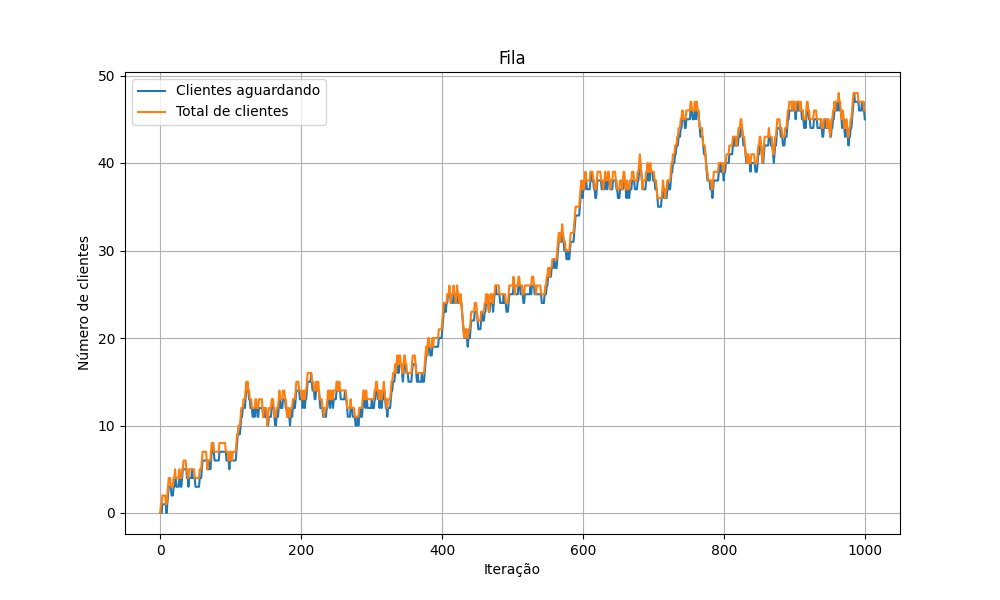 Fila
Clientes aguardando
Total de clientes
Número de clientes
50
40
30
20
10
0
0 200 400 600 800 1000
Iteração